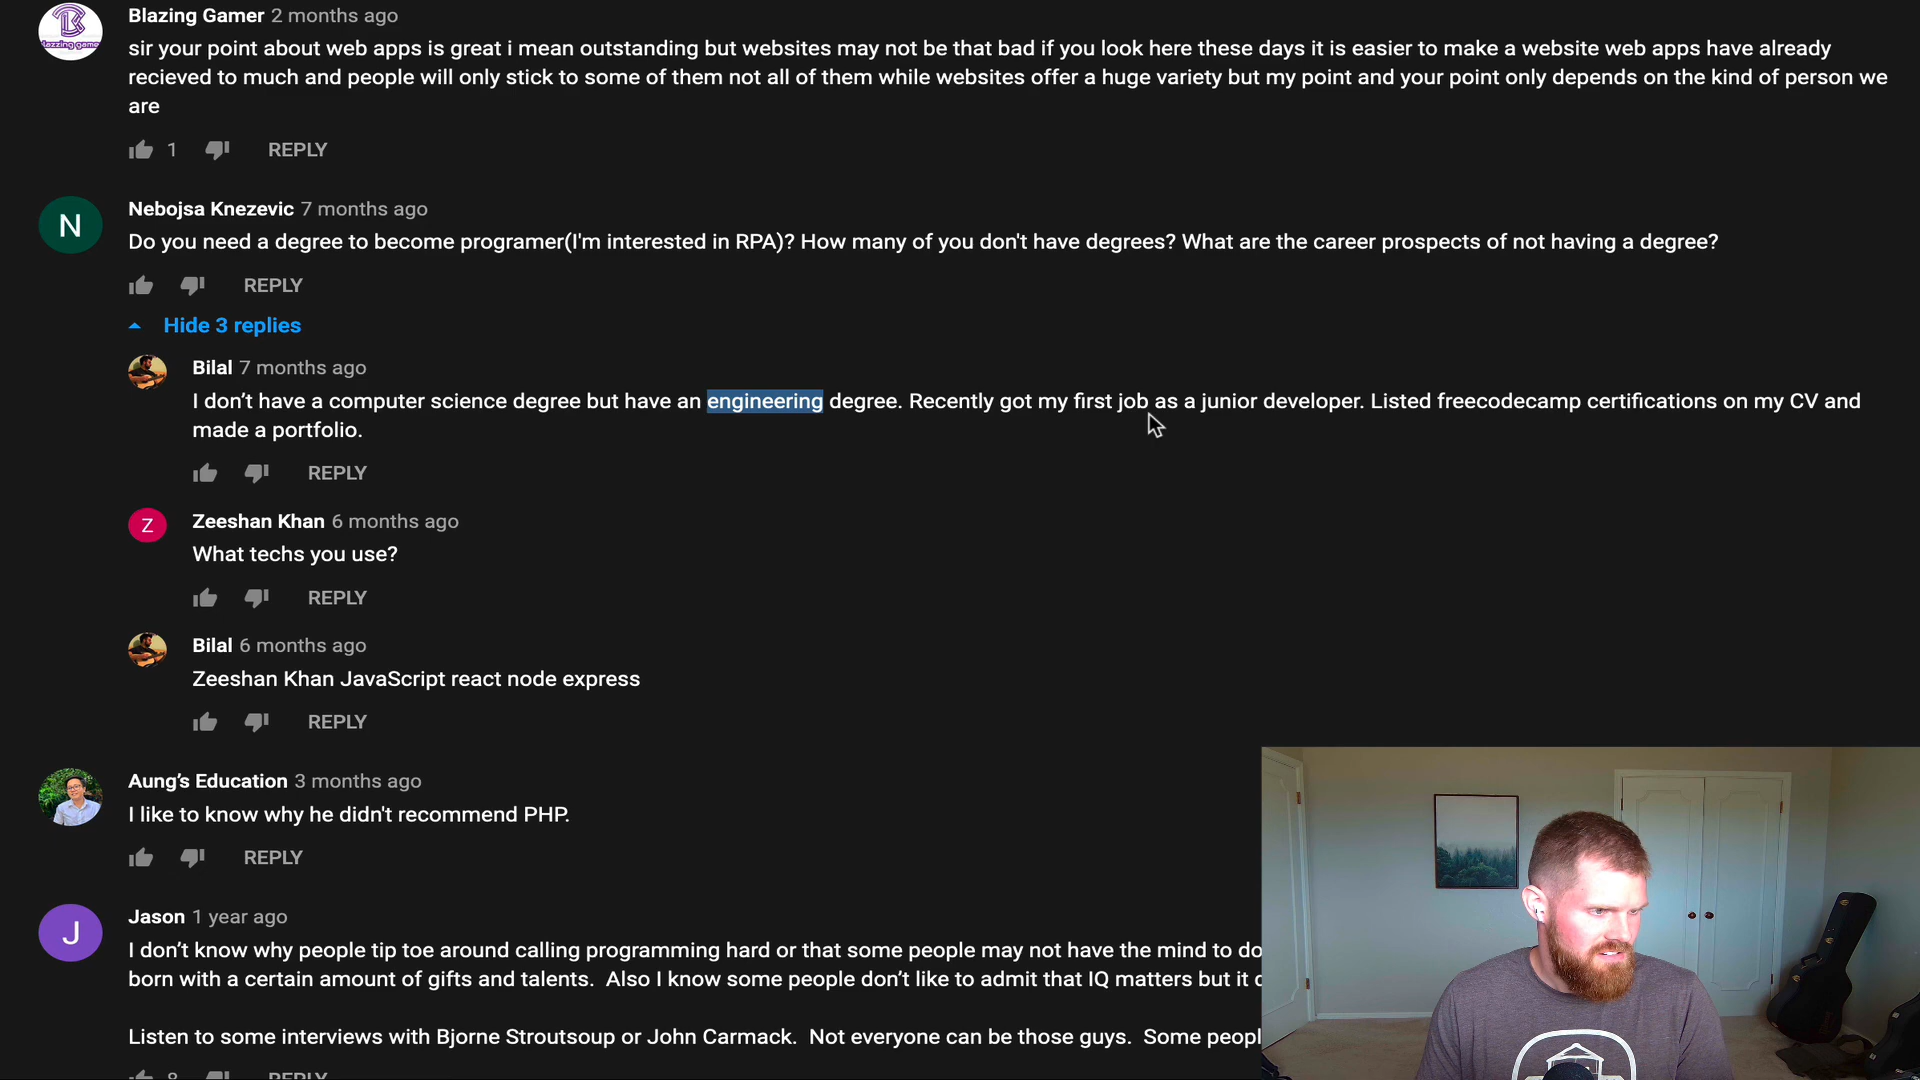 Blazing Gamer 2 months ago
sir your point about web apps is great i mean outstanding but websites may not be that bad if you look here these days it is easier to make a website web apps have already
recieved to much and people will only stick to some of them not all of them while websites offer a huge variety but my point and your point only depends on the kind of person we
are
1 REPLY
N
Nebojsa Knezevic 7 months ago
Do you need a degree to become programer(I'm interested in RPA)? How many of you don't have degrees? What are the career prospects of not having a degree?
REPLY
Hide 3 replies
Bilal 7 months ago
I don't have a computer science degree but have an engineering degree. Recently got my first job as a junior developer. Listed freecodecamp certifications on my CV and
made a portfolio.
REPLY
Z
Zeeshan Khan 6 months ago
What techs you use?
REPLY
Bilal 6 months ago
Zeeshan Khan JavaScript react node express
REPLY
Aung's Education 3 months ago
I like to know why he didn't recommend PHP.
REPLY
J
Jason 1 year ago
I don't know why people tip toe around calling programming hard or that some people may not have the mind to do
born with a certain amount of gifts and talents. Also I know some people don't like to admit that IQ matters but it
Listen to some interviews with Bjorne Stroutsoup or John Carmack. Not everyone can be those guys. Some peopl
8 REPLY